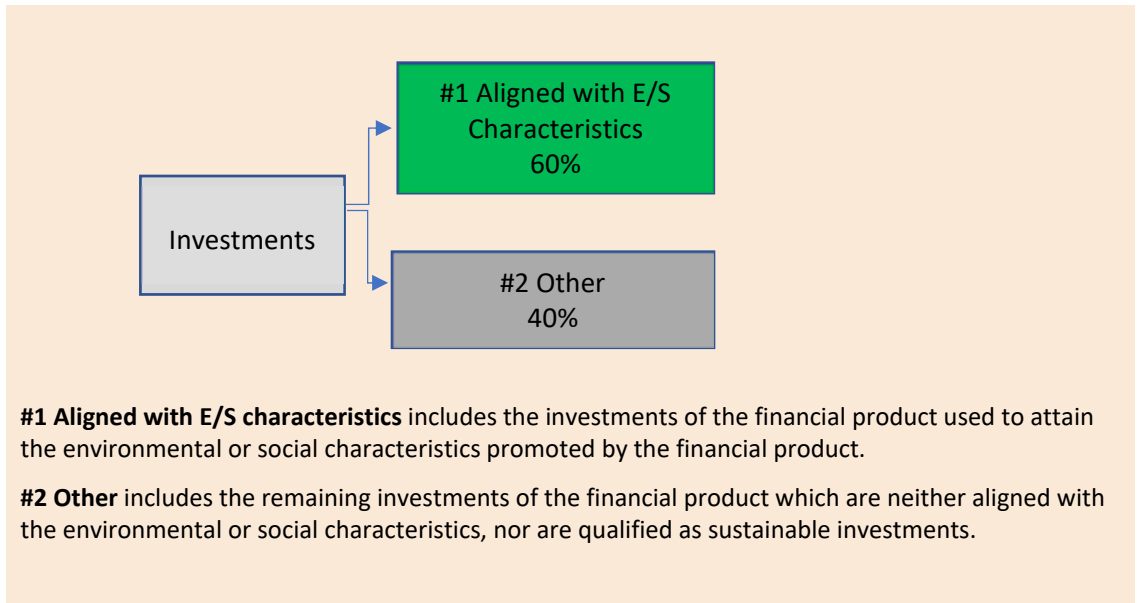 #1 Aligned with E/S
Characteristics
60%
Investments
#2 Other
40%
#1 Aligned with E/S characteristics includes the investments of the financial product used to attain
the environmental or social characteristics promoted by the financial product.
#2 Other includes the remaining investments of the financial product which are neither aligned with
the environmental or social characteristics, nor are qualified as sustainable investments.